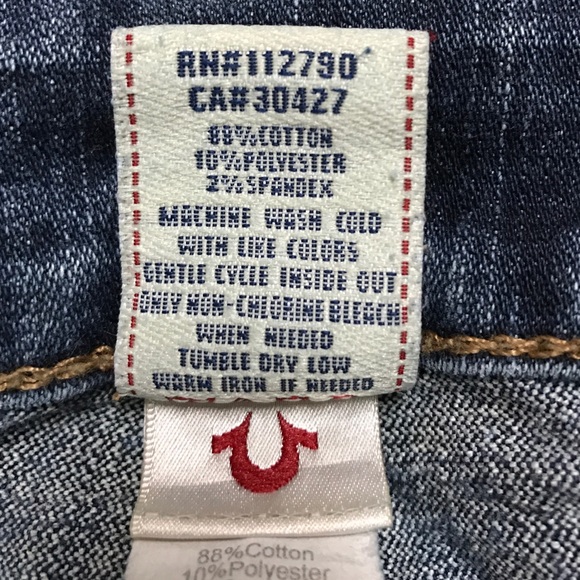 RN#112790
CA#30427
88%COTTON
10%POLYESTER
2%SPANDEX
MACHINE WASH COLD
WITH LIKE COLORS
GENTLE CYCLE INSIDE OUT
ONLY NON-CHLORINE BLEACH
WHEN NEEDED
TUMBLE DRY LOW
WARM IRON IF NEEDED
88%Cotton
10%Polyester